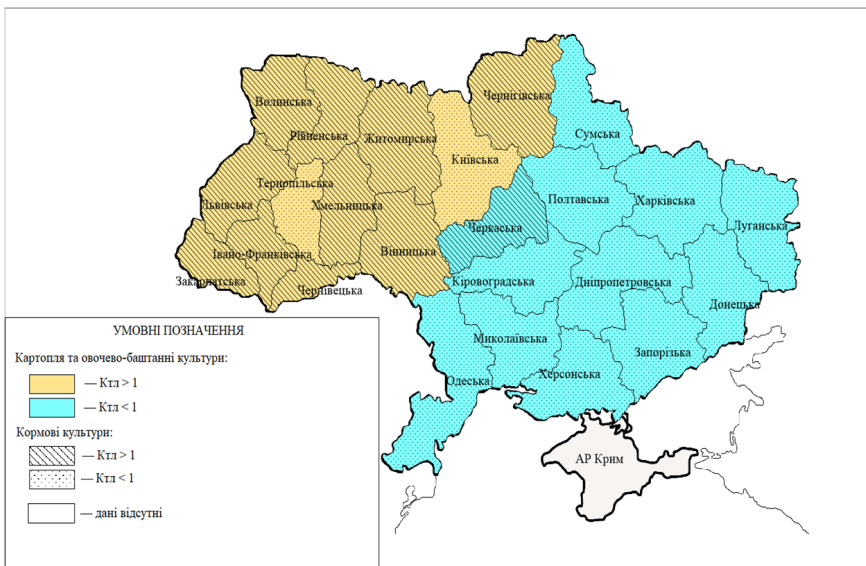 Чернігівська
Волинська
Рівненська
Житомирська
Сумська
Київська
Тернопільська
Львівська
Хмельницька
Полтавська
Харківська
Луганська
Черкаська
Вінницька
Івано-Франківська
Закарпатська
Чернівецька
Кіровоградська
Дніпропетровська
Донецька
Миколаївська
Запорізька
Одеська
Херсонська
АР Крим
УМОВНІ ПОЗНАЧЕННЯ
Картопля та овочево-баштанні культури:
— Ктл > 1
— Ктл < 1
Кормові культури:
— Ктл > 1
— Ктл < 1
— дані відсутні